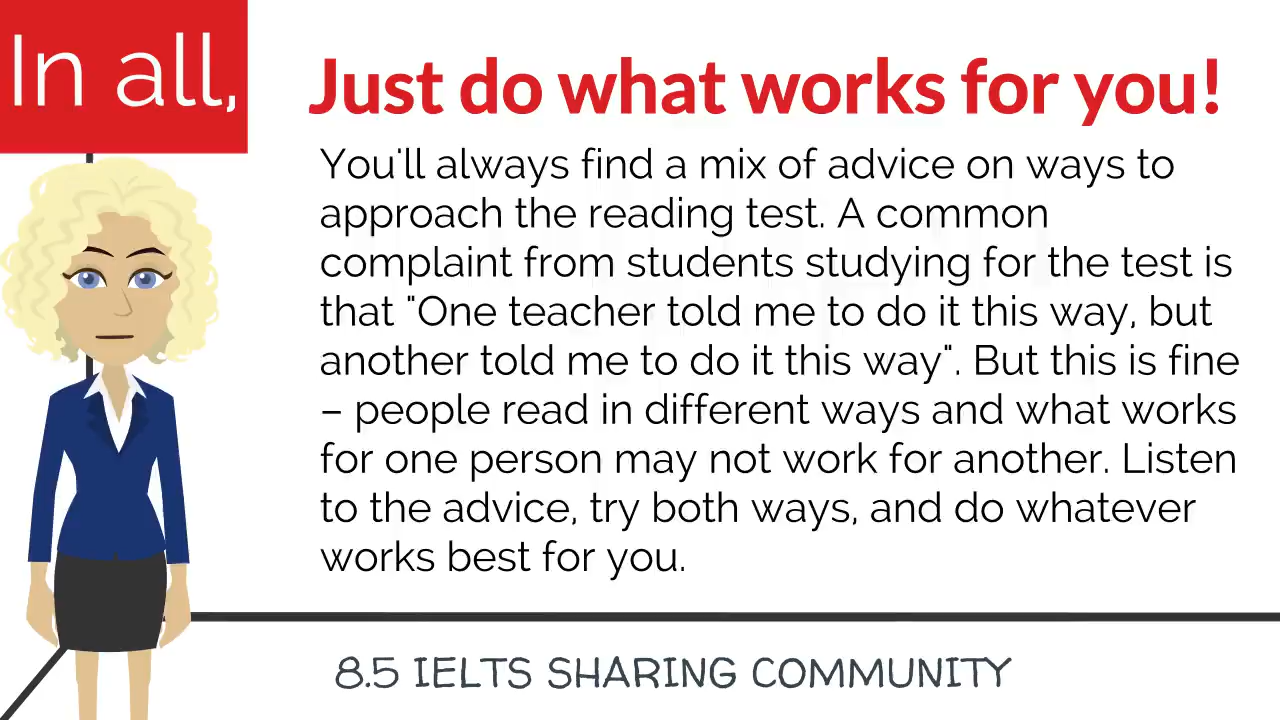 In all,
Just do what works for you!
You'll always find a mix of advice on ways to
approach the reading test. A common
complaint from students studying for the test is
that "One teacher told me to do it this way, but
another told me to do it this way". But this is fine
– people read in different ways and what works
for one person may not work for another. Listen
to the advice, try both ways, and do whatever
works best for you.
8.5 IELTS SHARING COMMUNITY